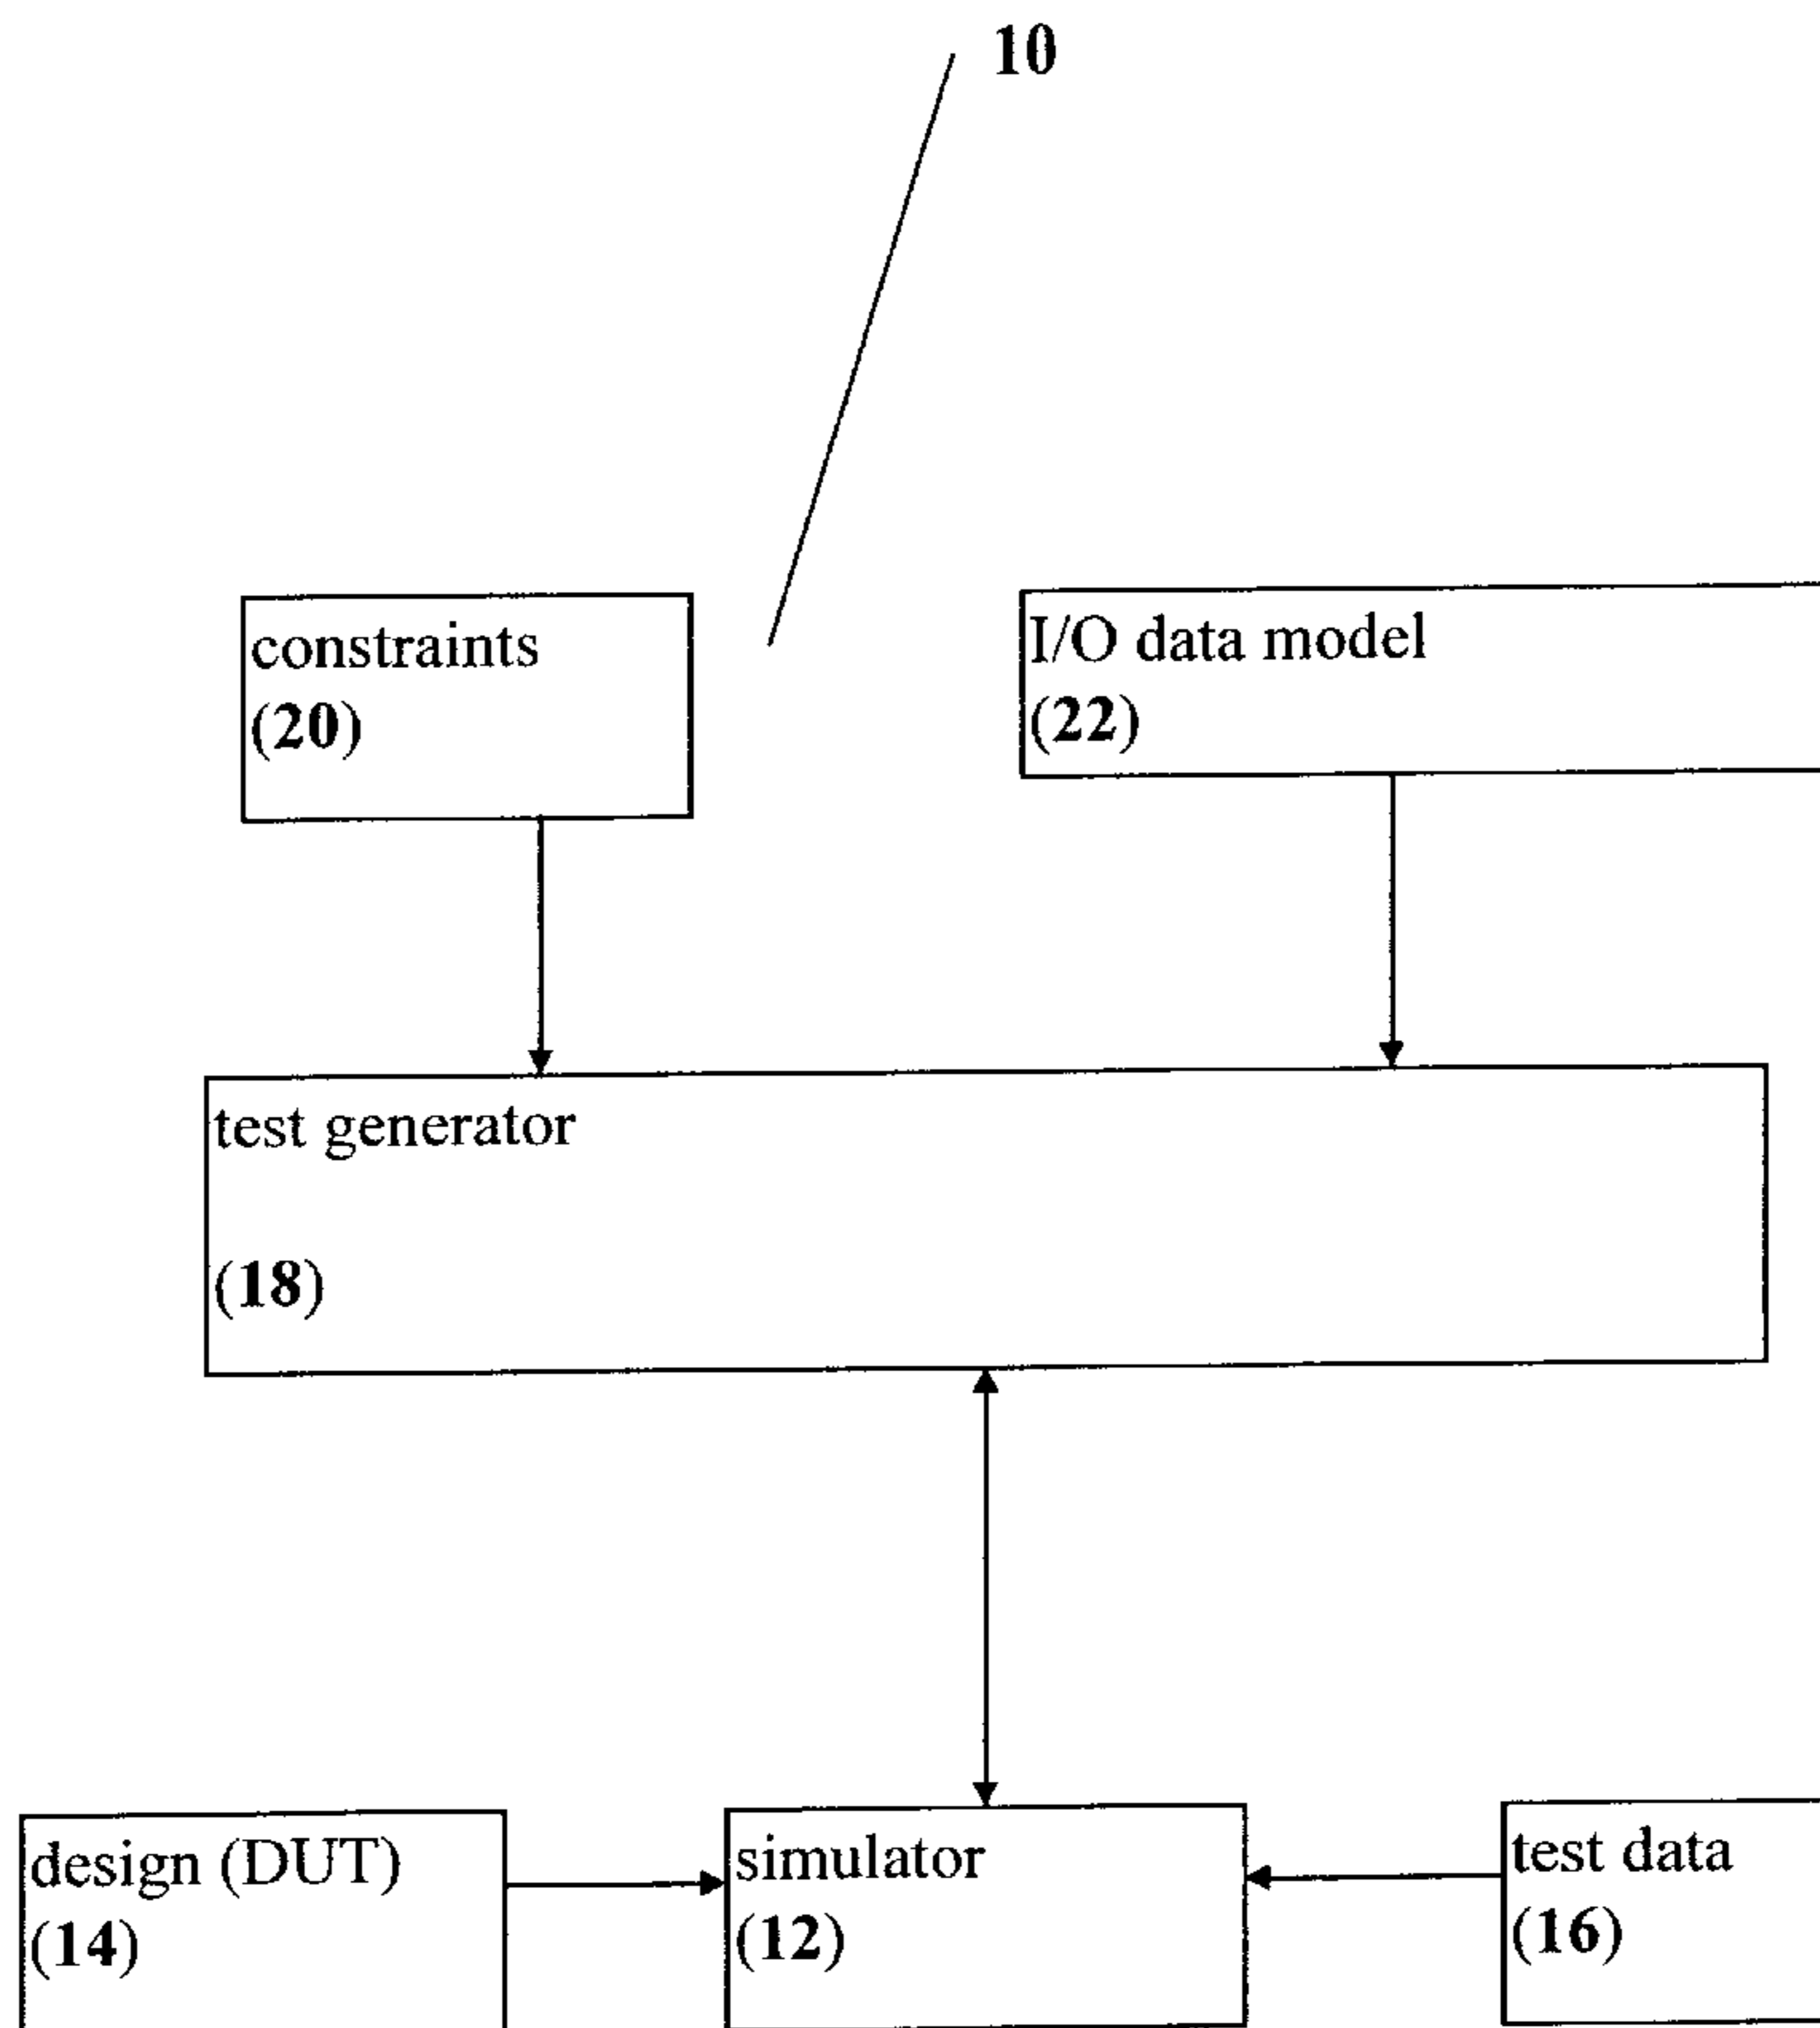 10
constraints
(20)
I/O data model
(22)
test generator
(18)
design (DUT)
(14)
simulator
(12)
test data
(16)